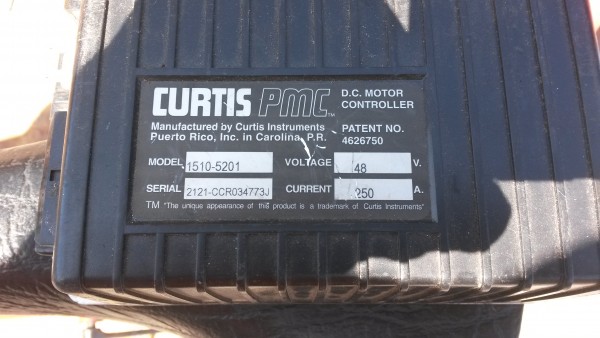 CURTIS PMC™ D.C. MOTOR CONTROLLER
Manufactured by Curtis Instruments
Puerto Rico, Inc. in Carolina, P.R.
PATENT NO.
4626750
MODEL 1510-5201 VOLTAGE 48 V.
SERIAL 2121-CCR034773J CURRENT 250 A.
TM "The unique appearance of this product is a trademark of Curtis Instruments"